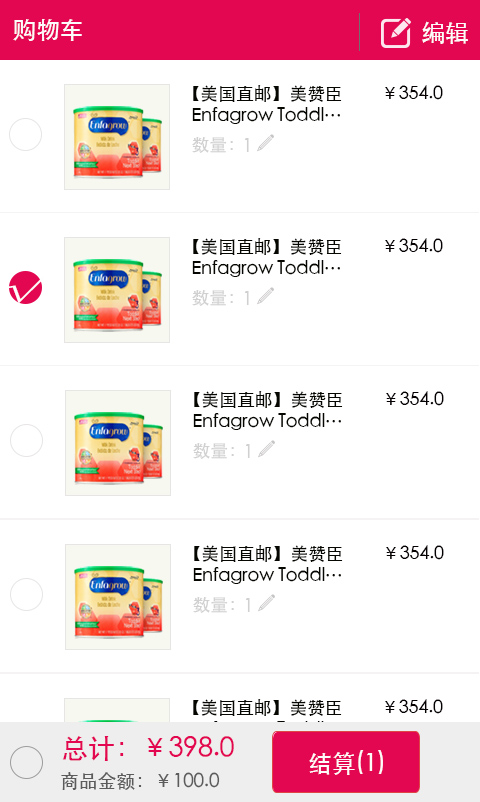 购物车
编辑
【美国直邮】美赞臣 ￥354.0
Enfagrow Toddl…
数量：1
Enfagrow
【美国直邮】美赞臣 ￥354.0
Enfagrow Toddl…
数量：1
Enfagrow
【美国直邮】美赞臣 ￥354.0
Enfagrow Toddl…
数量：1
Enfagrow
【美国直邮】美赞臣 ￥354.0
Enfagrow Toddl…
数量：1
Enfagrow
【美国直邮】美赞臣 ￥354.0
总计：￥398.0
商品金额：￥100.0
结算(1)